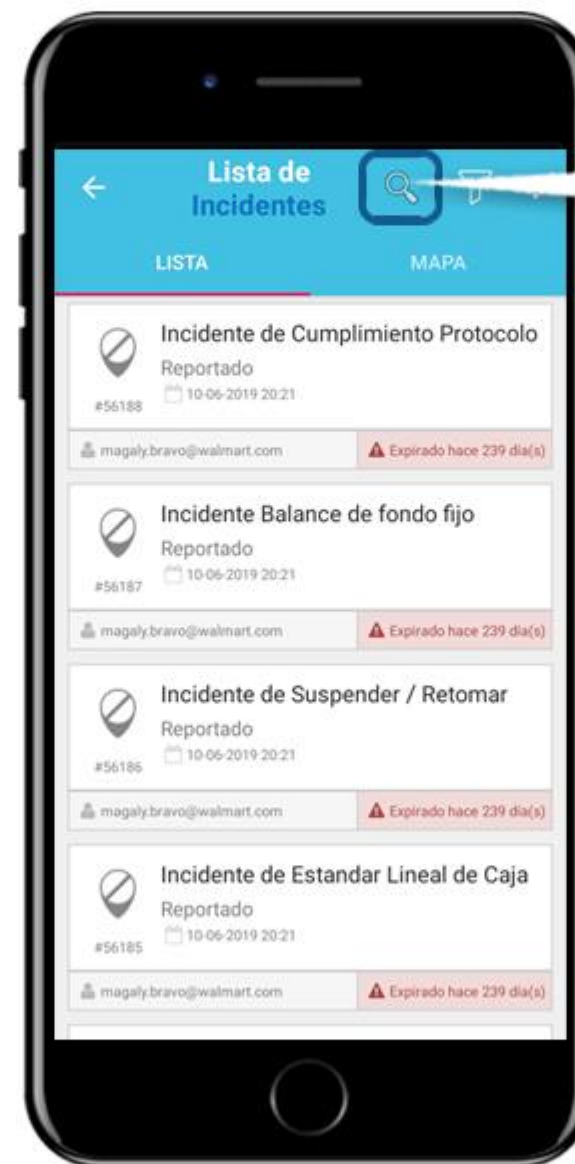 Lista de
Incidentes
LISTA MAPA
Incidente de Cumplimiento Protocolo
Reportado
10-06-2019 20:21
#56188
magaly.bravo@walmart.com Expirado hace 239 día(s)
Incidente Balance de fondo fijo
Reportado
10-06-2019 20:21
#56187
magaly.bravo@walmart.com Expirado hace 239 día(s)
Incidente de Suspender / Retomar
Reportado
10-06-2019 20:21
#56186
magaly.bravo@walmart.com Expirado hace 239 día(s)
Incidente de Estandar Lineal de Caja
Reportado
10-06-2019 20:21
#56185
magaly.bravo@walmart.com Expirado hace 239 día(s)